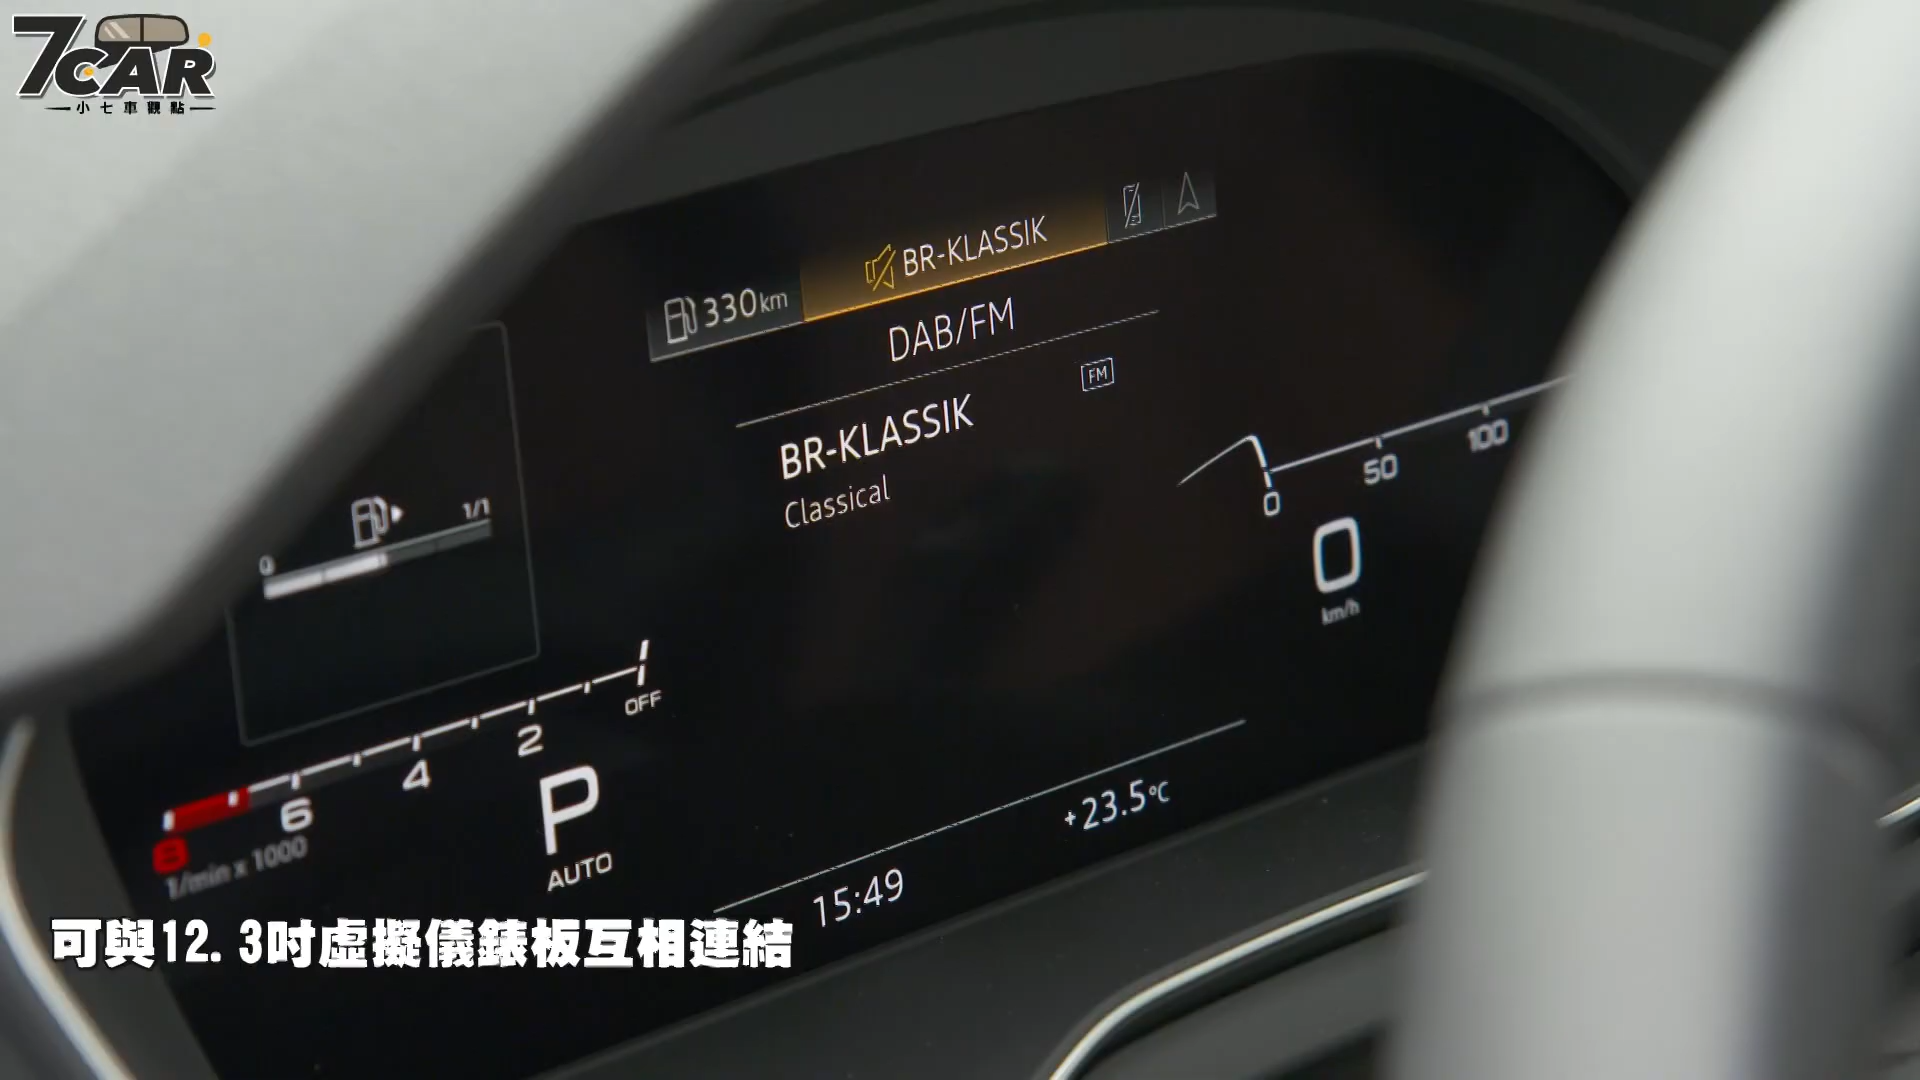 7CAR
小七車觀點
330km
BR-KLASSIK
DAB/FM
FM
BR-KLASSIK
Classical
0
1/1
0
50
100
0
km/h
OFF
2
4
6
8
1/min x 1000
P
AUTO
+23.5°C
15:49
可與12.3吋虛擬儀錶板互相連結